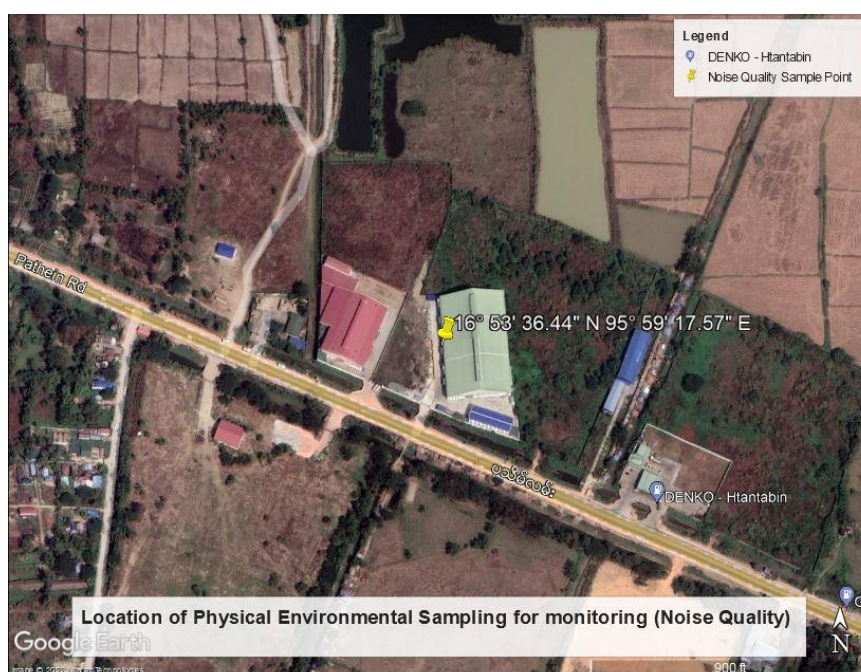 Legend
DENKO - Htantabin
Noise Quality Sample Point
Pathein Rd
16° 53' 36.44" N 95° 59' 17.57" E
ပုသိမ်လမ်း
DENKO - Htantabin
G
Location of Physical Environmental Sampling for monitoring (Noise Quality)
N
Google Earth
900 ft